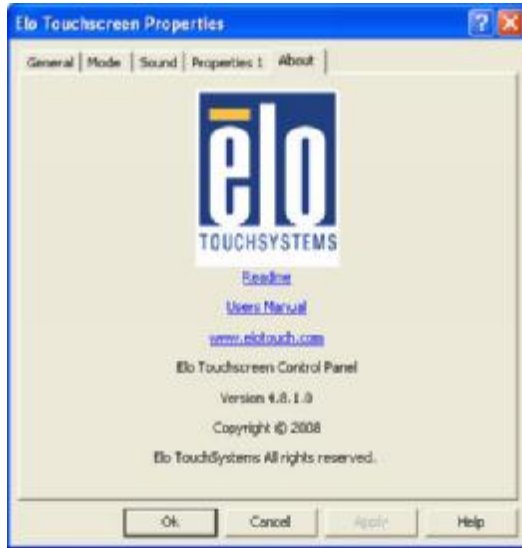 Elo Touchscreen Properties
General Mode Sound Properties 1 About
elo
TOUCHSYSTEMS
Readme
Users Manual
www.elotouch.com
Elo Touchscreen Control Panel
Version 4.8.1.0
Copyright © 2008
Elo TouchSystems All rights reserved.
Ok Cancel Apply Help